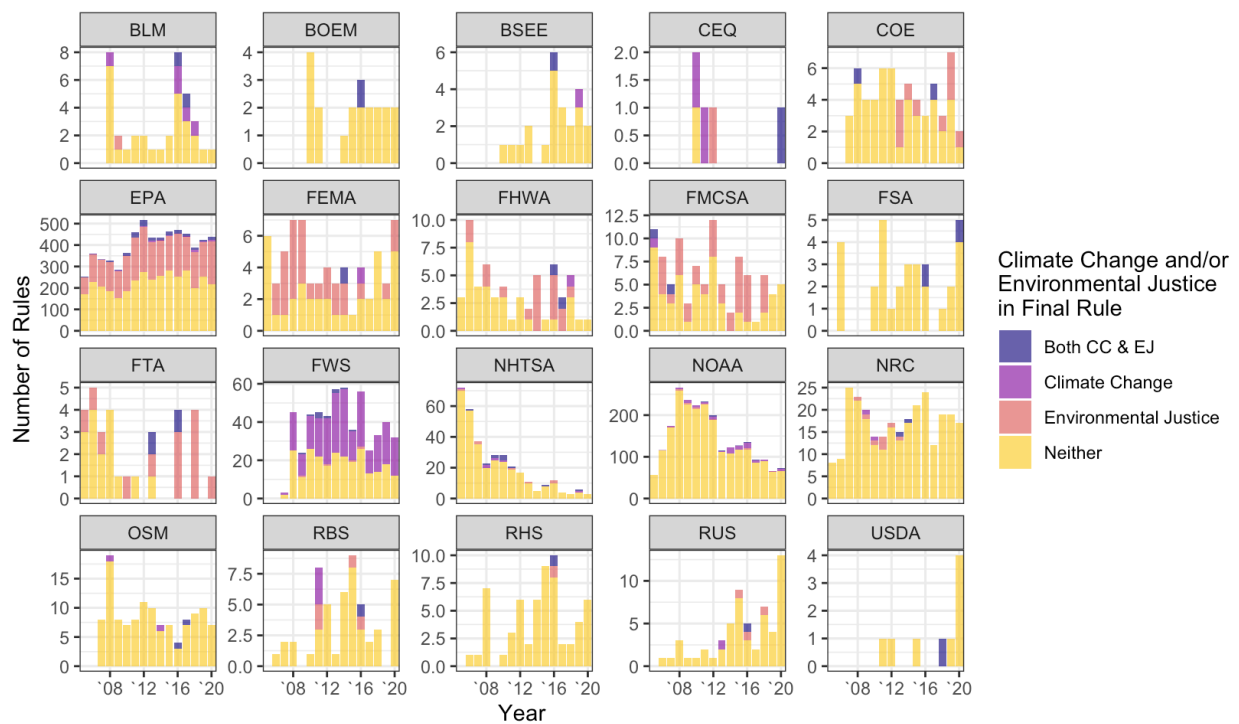 BLM BOEM BSEE CEQ COE
8 6 4 2 0
4 3 2 1 0
6 4 2 0
2.0 1.5 1.0 0.5 0.0
6 4 2 0
EPA FEMA FHWA FMCSA FSA
500 400 300 200 100 0
6 4 2 0
10.0 7.5 5.0 2.5 0.0
12.5 10.0 7.5 5.0 2.5 0.0
5 4 3 2 1 0
FTA FWS NHTSA NOAA NRC
5 4 3 2 1 0
60 40 20 0
60 40 20 0
200 100 0
25 20 15 10 5 0
OSM RBS RHS RUS USDA
15 10 5 0
7.5 5.0 2.5 0.0
10.0 7.5 5.0 2.5 0.0
10 5 0
4 3 2 1 0
`08 `12 `16 `20 `08 `12 `16 `20 `08 `12 `16 `20 `08 `12 `16 `20 `08 `12 `16 `20
Year
Number of Rules
Climate Change and/or
Environmental Justice
in Final Rule
Both CC & EJ
Climate Change
Environmental Justice
Neither